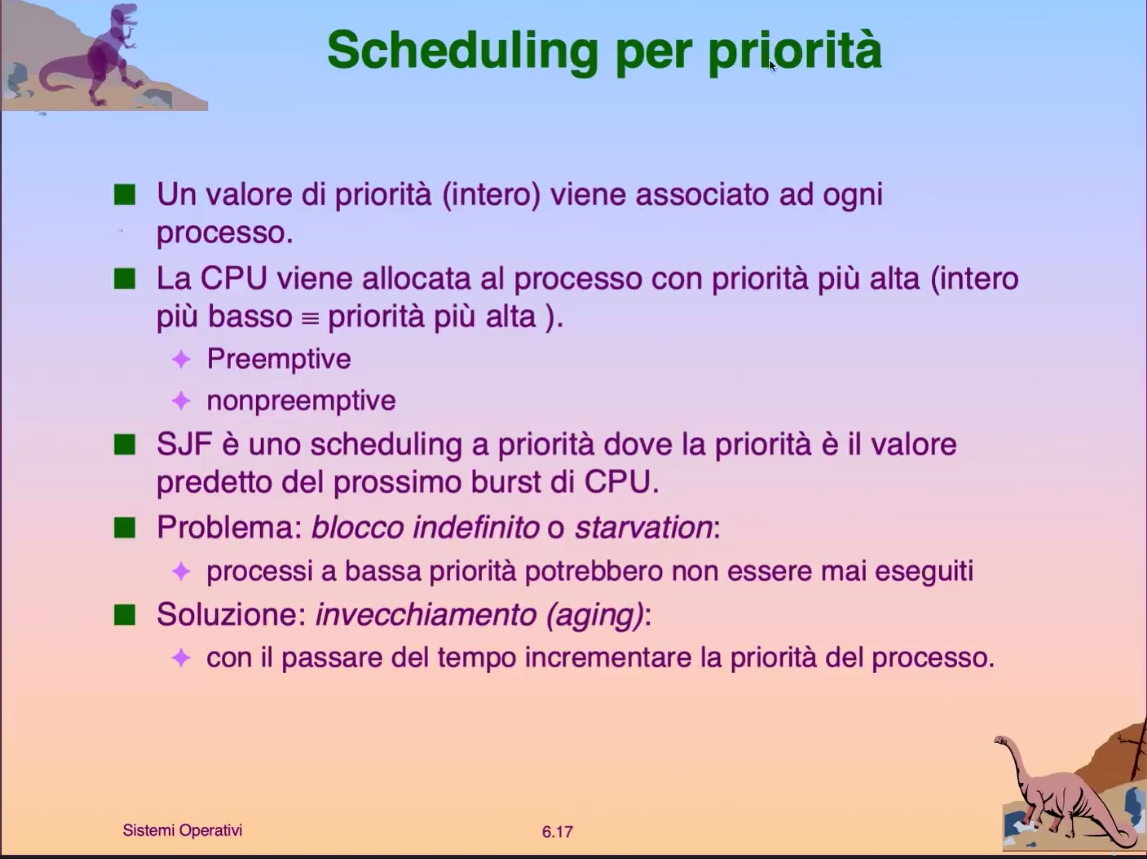 Scheduling per priorità
Un valore di priorità (intero) viene associato ad ogni
processo.
La CPU viene allocata al processo con priorità più alta (intero
più basso ≡ priorità più alta ).
Preemptive
nonpreemptive
SJF è uno scheduling a priorità dove la priorità è il valore
predetto del prossimo burst di CPU.
Problema: blocco indefinito o starvation:
processi a bassa priorità potrebbero non essere mai eseguiti
Soluzione: invecchiamento (aging):
con il passare del tempo incrementare la priorità del processo.
Sistemi Operativi
6.17